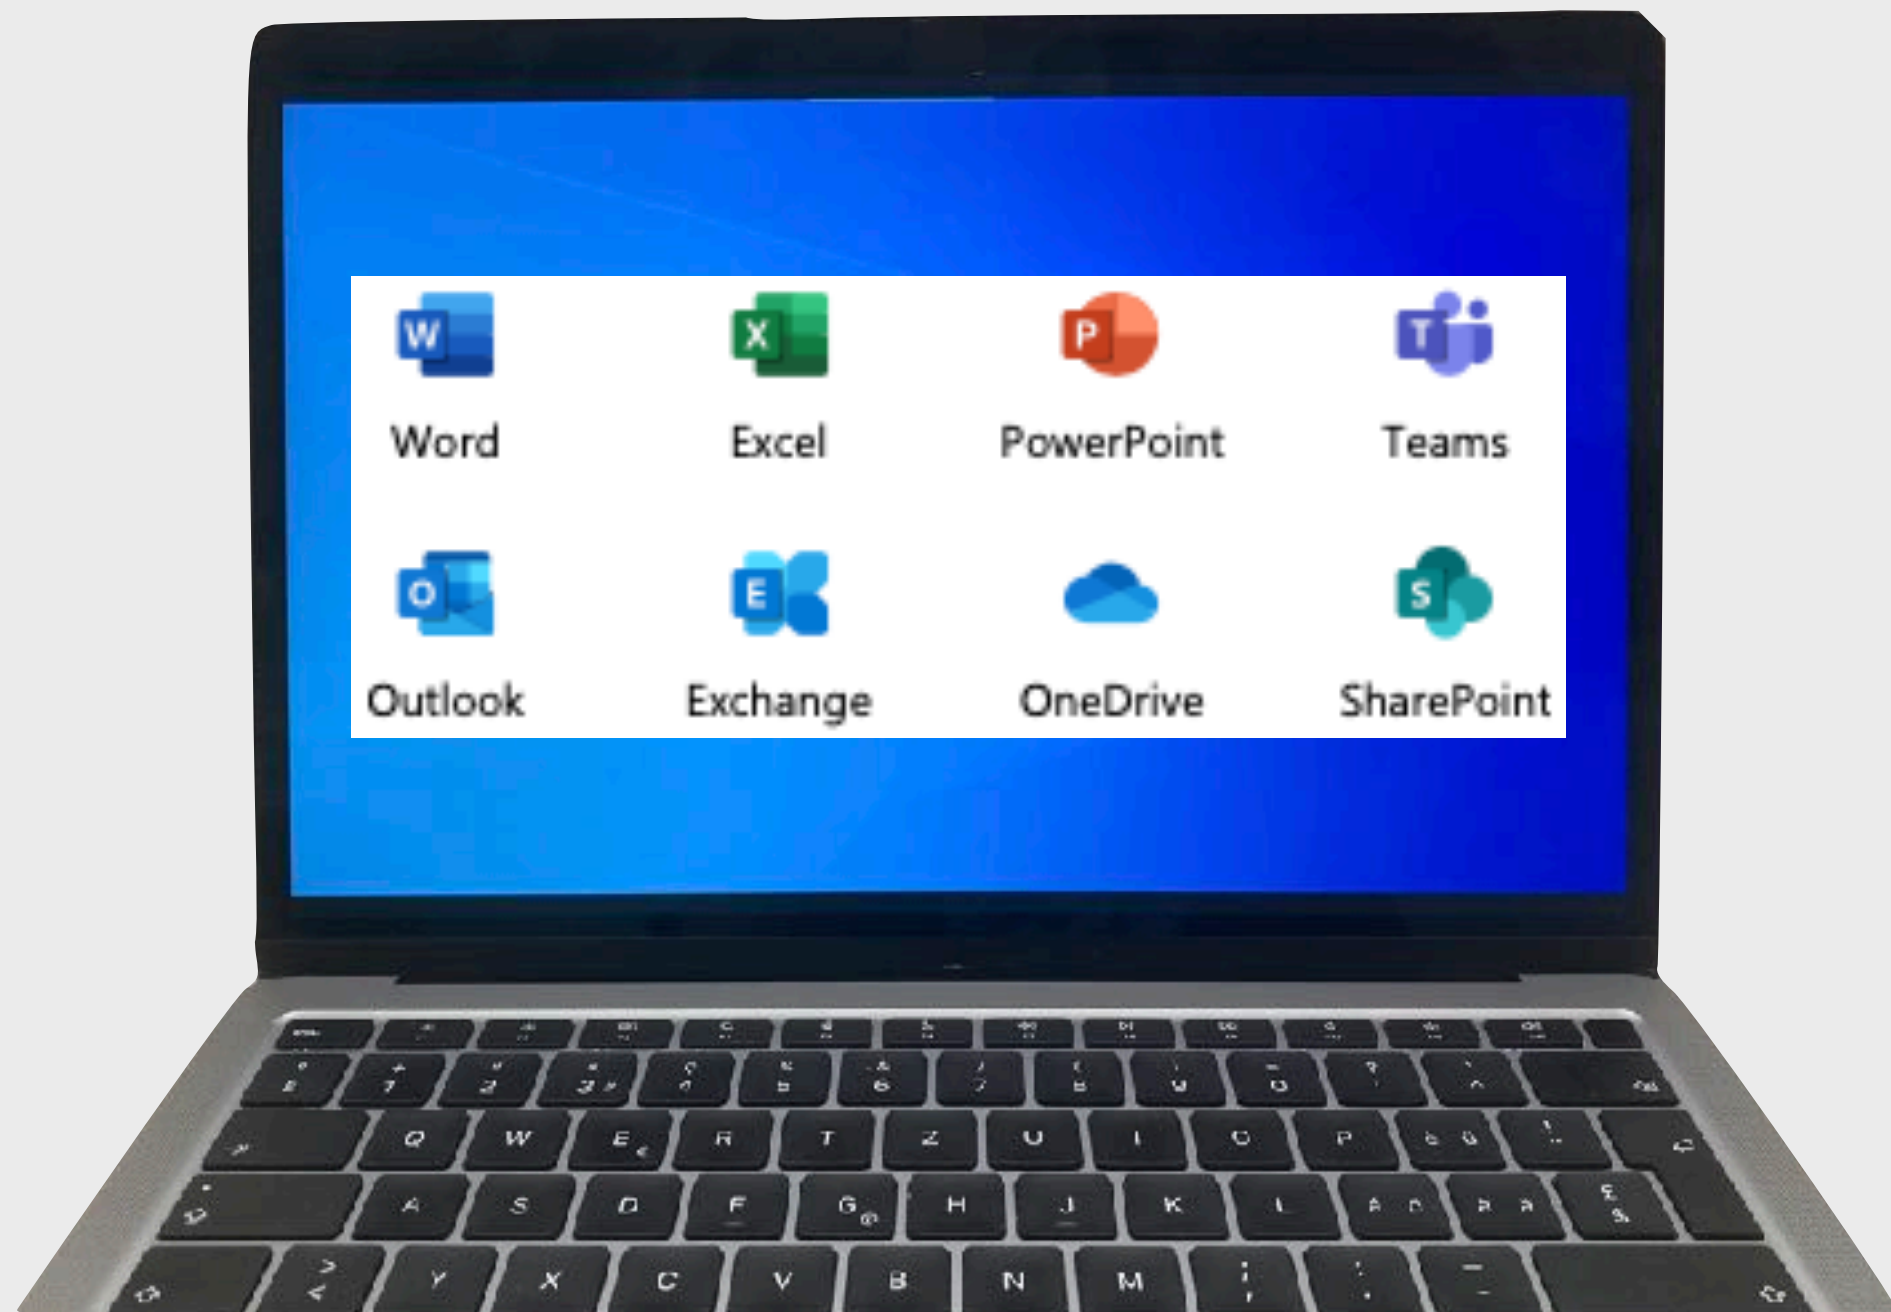 W X P T
Word Excel PowerPoint Teams
O E S
Outlook Exchange OneDrive SharePoint
Q W E R T Z U I O P
A S D F G H J K L
Y X C V B N M